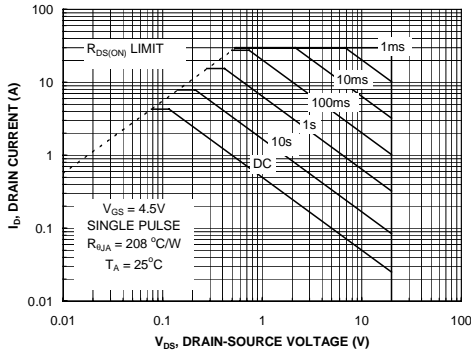 100
10
1
0.1
0.01
I_D, DRAIN CURRENT (A)
R_DS(ON) LIMIT
1ms
10ms
100ms
1s
10s
DC
V_GS = 4.5V
SINGLE PULSE
R_θJA = 208 °C/W
T_A = 25°C
0.01 0.1 1 10 100
V_DS, DRAIN-SOURCE VOLTAGE (V)